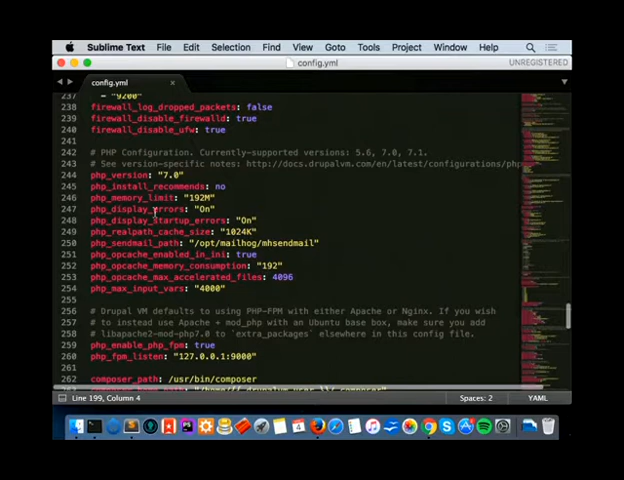 Sublime Text File Edit Selection Find View Goto Tools Project Window Help
config.yml UNREGISTERED
config.yml ×
237 - "9200"
238 firewall_log_dropped_packets: false
239 firewall_disable_firewalld: true
240 firewall_disable_ufw: true
241
242 # PHP Configuration. Currently-supported versions: 5.6, 7.0, 7.1.
243 # See version-specific notes: http://docs.drupalvm.com/en/latest/configurations/php
244 php_version: "7.0"
245 php_install_recommends: no
246 php_memory_limit: "192M"
247 php_display_errors: "On"
248 php_display_startup_errors: "On"
249 php_realpath_cache_size: "1024K"
250 php_sendmail_path: "/opt/mailhog/mhsendmail"
251 php_opcache_enabled_in_ini: true
252 php_opcache_memory_consumption: "192"
253 php_opcache_max_accelerated_files: 4096
254 php_max_input_vars: "4000"
255
256 # Drupal VM defaults to using PHP-FPM with either Apache or Nginx. If you wish
257 # to instead use Apache + mod_php with an Ubuntu base box, make sure you add
258 # libapache2-mod-php7.0 to `extra_packages` elsewhere in this config file.
259 php_enable_php_fpm: true
260 php_fpm_listen: "127.0.0.1:9000"
261
262 composer_path: /usr/bin/composer
263 composer_home_path: "/home/{{ drupalvm_user }}/.composer"
Line 199, Column 4 Spaces: 2 YAML